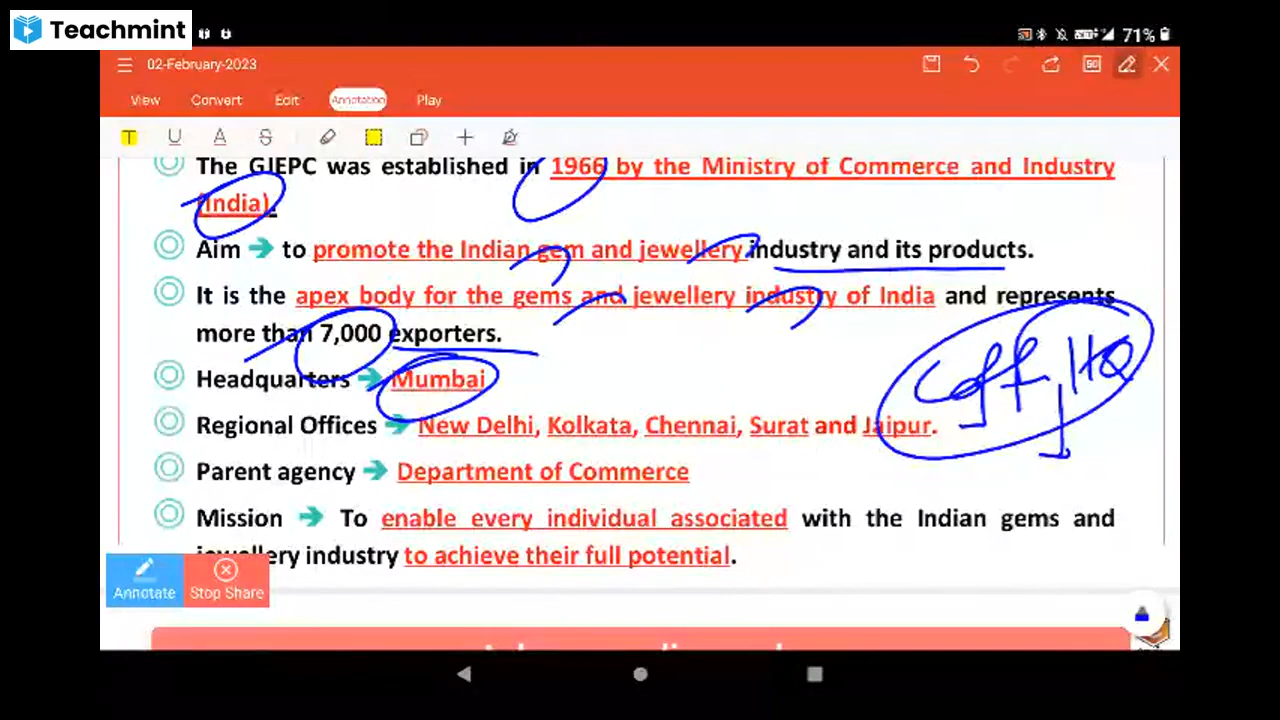 Teachmint
71%
02-February-2023
View Convert Edit Annotation Play
The GJEPC was established in 1966 by the Ministry of Commerce and Industry
(India).
Aim → to promote the Indian gem and jewellery industry and its products.
It is the apex body for the gems and jewellery industry of India and represents
more than 7,000 exporters.
Headquarters → Mumbai
HQ
Regional Offices → New Delhi, Kolkata, Chennai, Surat and Jaipur.
Parent agency → Department of Commerce
Mission → To enable every individual associated with the Indian gems and
jewellery industry to achieve their full potential.
Annotate Stop Share